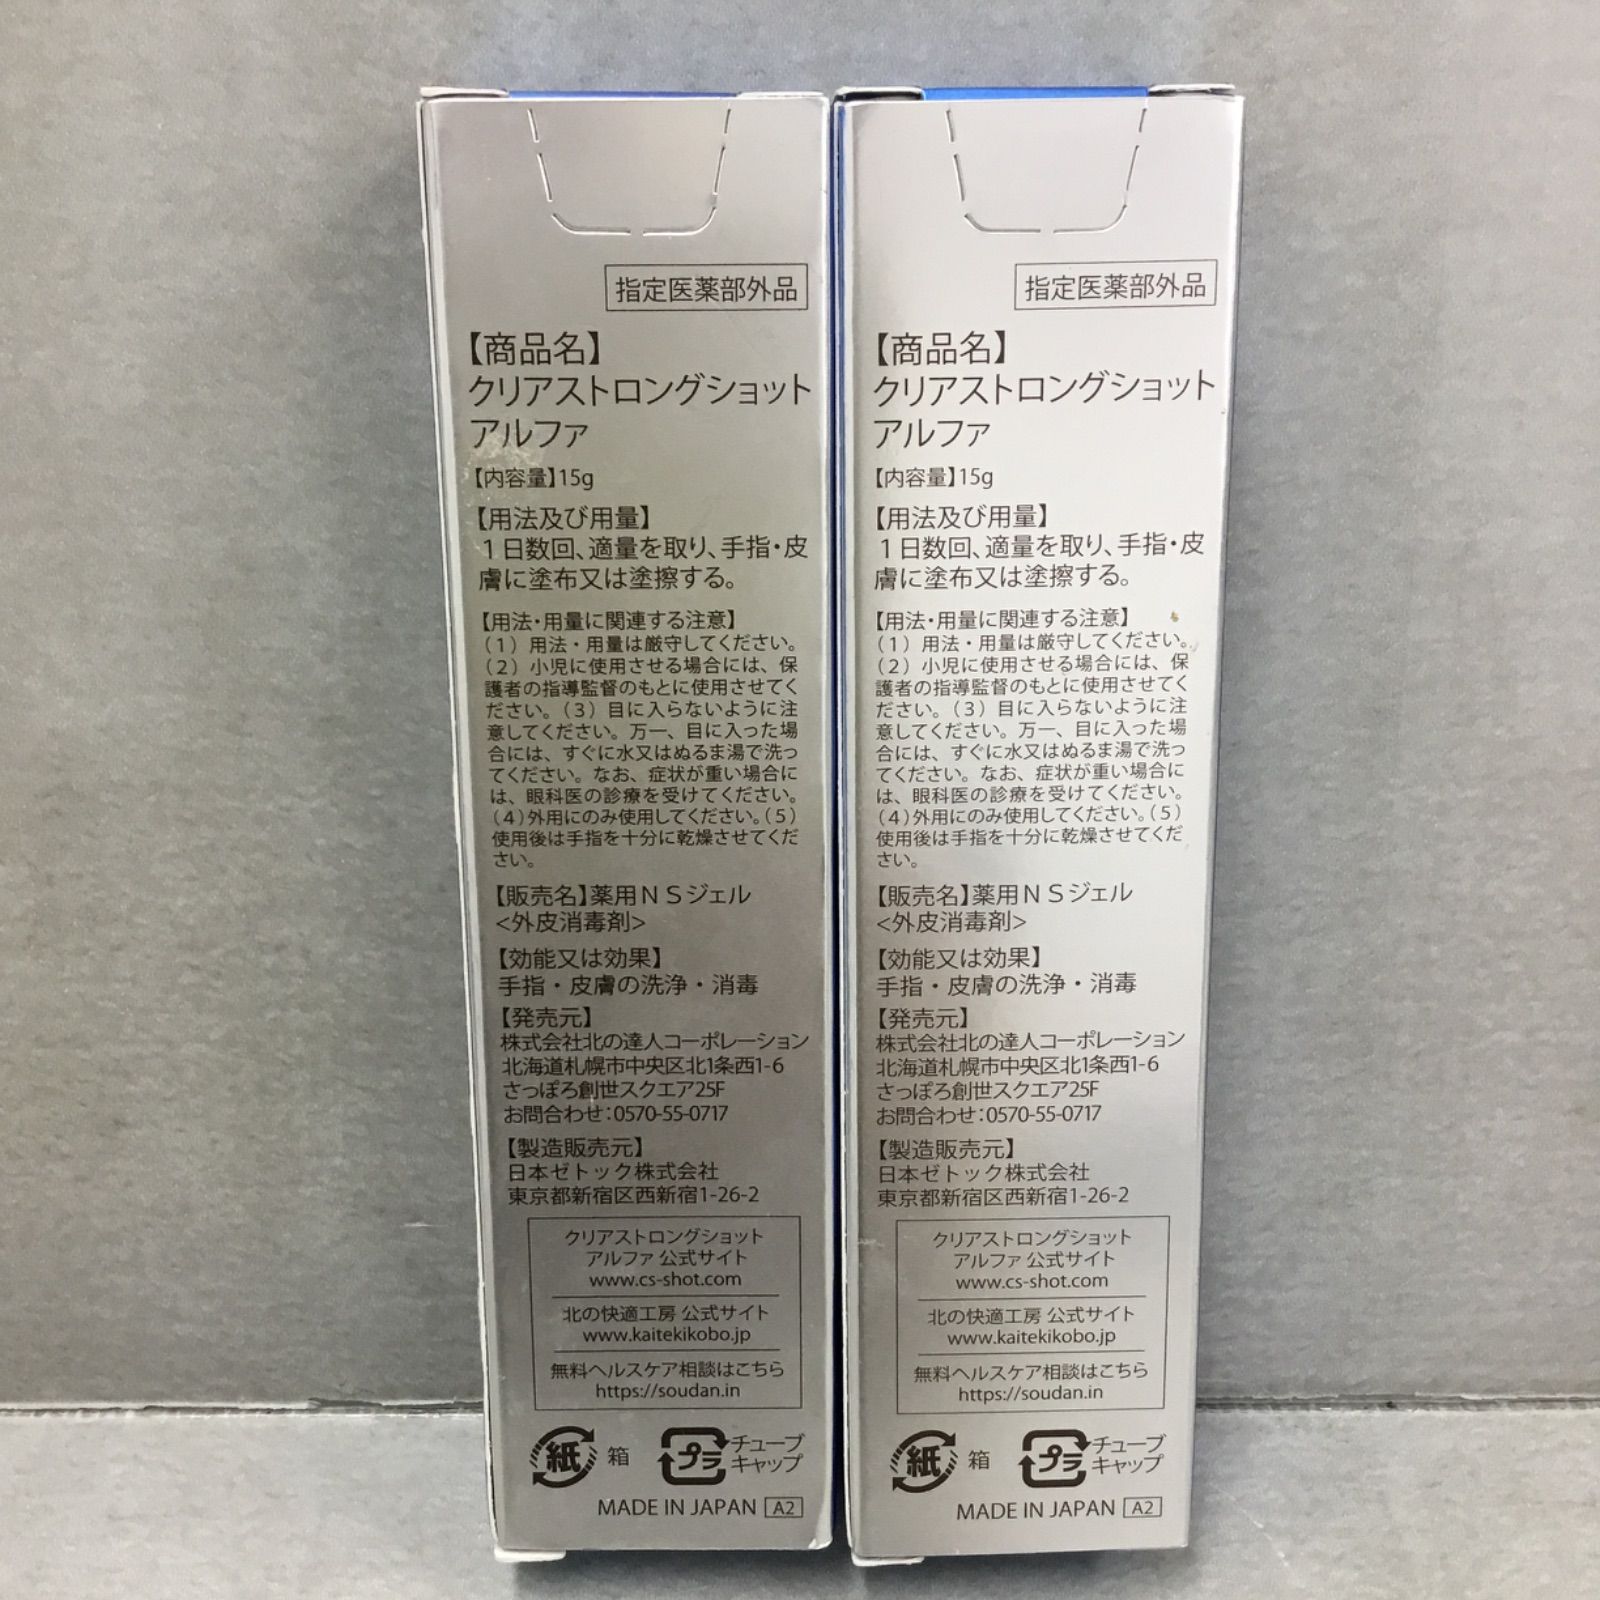 指定医薬部外品
【商品名】
クリアストロングショット
アルファ
【内容量】15g
【用法及び用量】
1日数回、適量を取り、手指・皮
膚に塗布又は塗擦する。
【用法・用量に関連する注意】
(1)用法・用量は厳守してください。
(2)小児に使用させる場合には、保
護者の指導監督のもとに使用させてく
ださい。(3)目に入らないように注
意してください。万一、目に入った場
合には、すぐに水又はぬるま湯で洗っ
てください。なお、症状が重い場合に
は、眼科医の診療を受けてください。
(4)外用にのみ使用してください。(5)
使用後は手指を十分に乾燥させてくだ
さい。
【販売名】薬用NSジェル
<外皮消毒剤>
【効能又は効果】
手指・皮膚の洗浄・消毒
【発売元】
株式会社北の達人コーポレーション
北海道札幌市中央区北1条西1-6
さっぽろ創世スクエア25F
お問合わせ:0570-55-0717
【製造販売元】
日本ゼトック株式会社
東京都新宿区西新宿1-26-2
クリアストロングショット
アルファ 公式サイト
www.cs-shot.com
北の快適工房 公式サイト
www.kaitekikobo.jp
無料ヘルスケア相談はこちら
https://soudan.in
紙 箱 プラ チューブ
キャップ
MADE IN JAPAN A2
指定医薬部外品
【商品名】
クリアストロングショット
アルファ
【内容量】15g
【用法及び用量】
1日数回、適量を取り、手指・皮
膚に塗布又は塗擦する。
【用法・用量に関連する注意】
(1)用法・用量は厳守してください。
(2)小児に使用させる場合には、保
護者の指導監督のもとに使用させてく
ださい。(3)目に入らないように注
意してください。万一、目に入った場
合には、すぐに水又はぬるま湯で洗っ
てください。なお、症状が重い場合に
は、眼科医の診療を受けてください。
(4)外用にのみ使用してください。(5)
使用後は手指を十分に乾燥させてくだ
さい。
【販売名】薬用NSジェル
<外皮消毒剤>
【効能又は効果】
手指・皮膚の洗浄・消毒
【発売元】
株式会社北の達人コーポレーション
北海道札幌市中央区北1条西1-6
さっぽろ創世スクエア25F
お問合わせ:0570-55-0717
【製造販売元】
日本ゼトック株式会社
東京都新宿区西新宿1-26-2
クリアストロングショット
アルファ 公式サイト
www.cs-shot.com
北の快適工房 公式サイト
www.kaitekikobo.jp
無料ヘルスケア相談はこちら
https://soudan.in
紙 箱 プラ チューブ
キャップ
MADE IN JAPAN A2